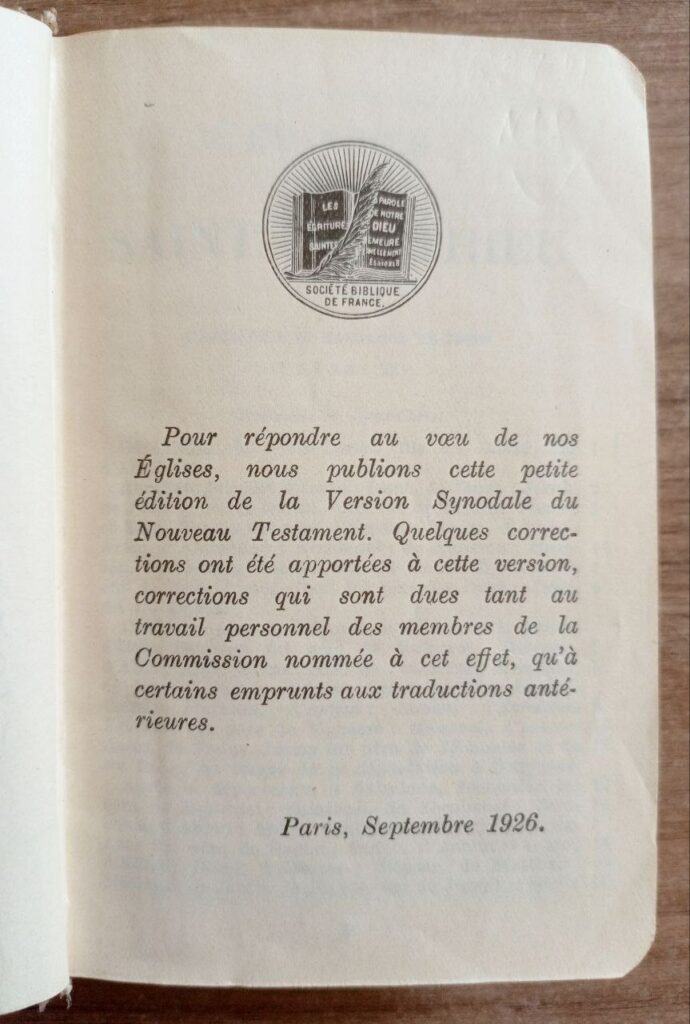 LES
ÉCRITURES
SAINTES
PAROLE
DE NOTRE
DIEU
DEMEURE
SOCIÉTÉ BIBLIQUE
DE FRANCE.
Pour répondre au vœu de nos
Églises, nous publions cette petite
édition de la Version Synodale du
Nouveau Testament. Quelques correc-
tions ont été apportées à cette version,
corrections qui sont dues tant au
travail personnel des membres de la
Commission nommée à cet effet, qu'à
certains emprunts aux traductions anté-
rieures.
Paris, Septembre 1926.